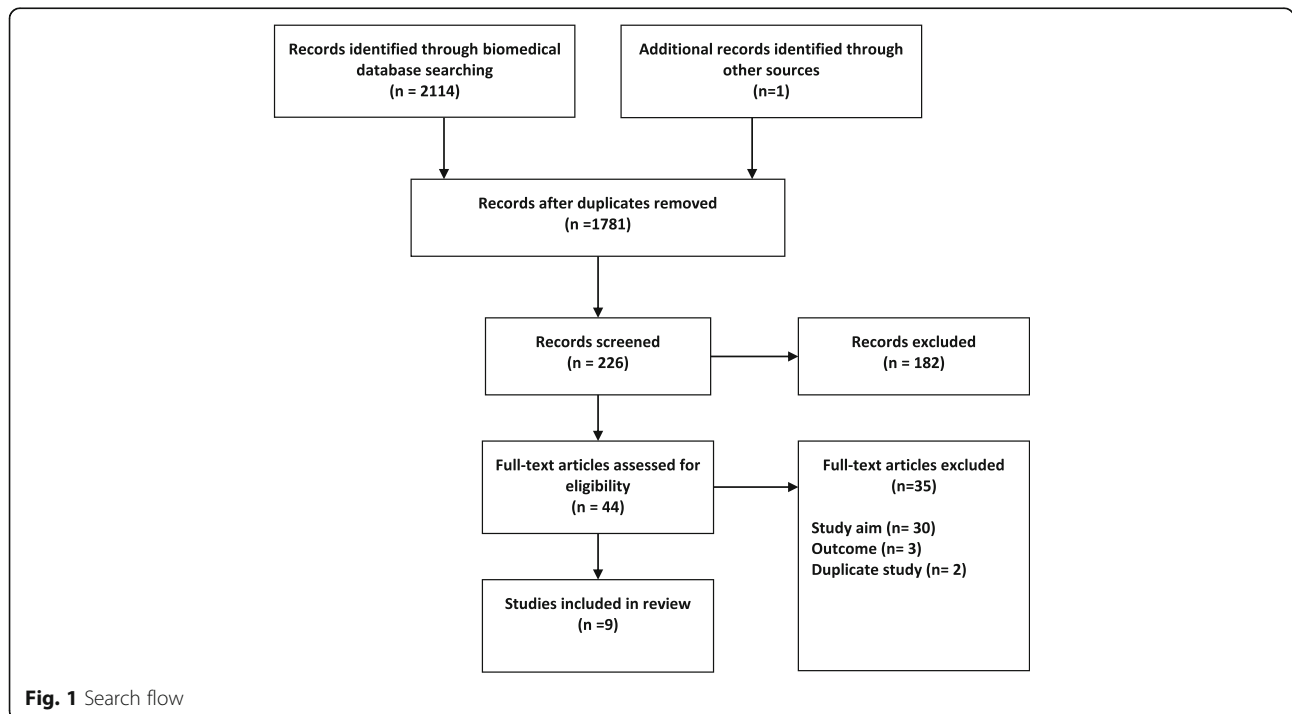 Records identified through biomedical
database searching
(n = 2114)
Additional records identified through
other sources
(n=1)
Records after duplicates removed
(n =1781)
Records screened
(n = 226)
Records excluded
(n = 182)
Full-text articles assessed for
eligibility
(n = 44)
Full-text articles excluded
(n=35)
Study aim (n= 30)
Outcome (n= 3)
Duplicate study (n= 2)
Studies included in review
(n =9)
Fig. 1 Search flow